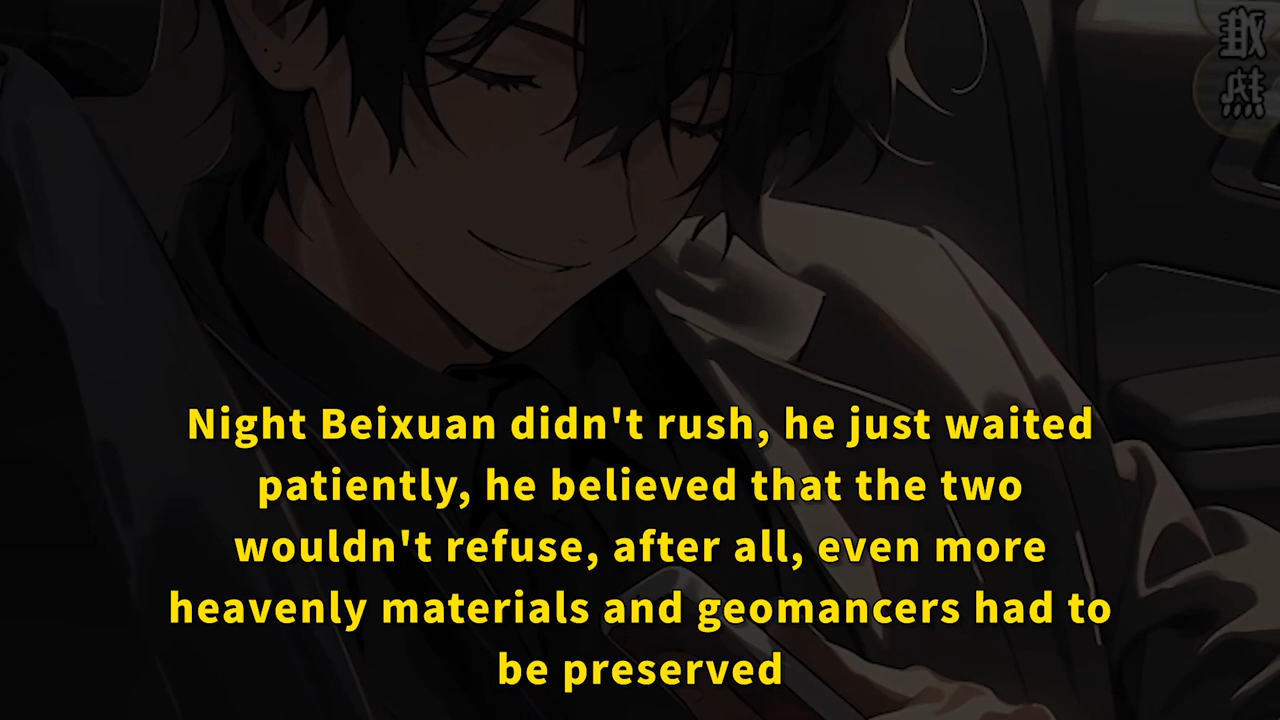 Night Beixuan didn't rush, he just waited
patiently, he believed that the two
wouldn't refuse, after all, even more
heavenly materials and geomancers had to
be preserved